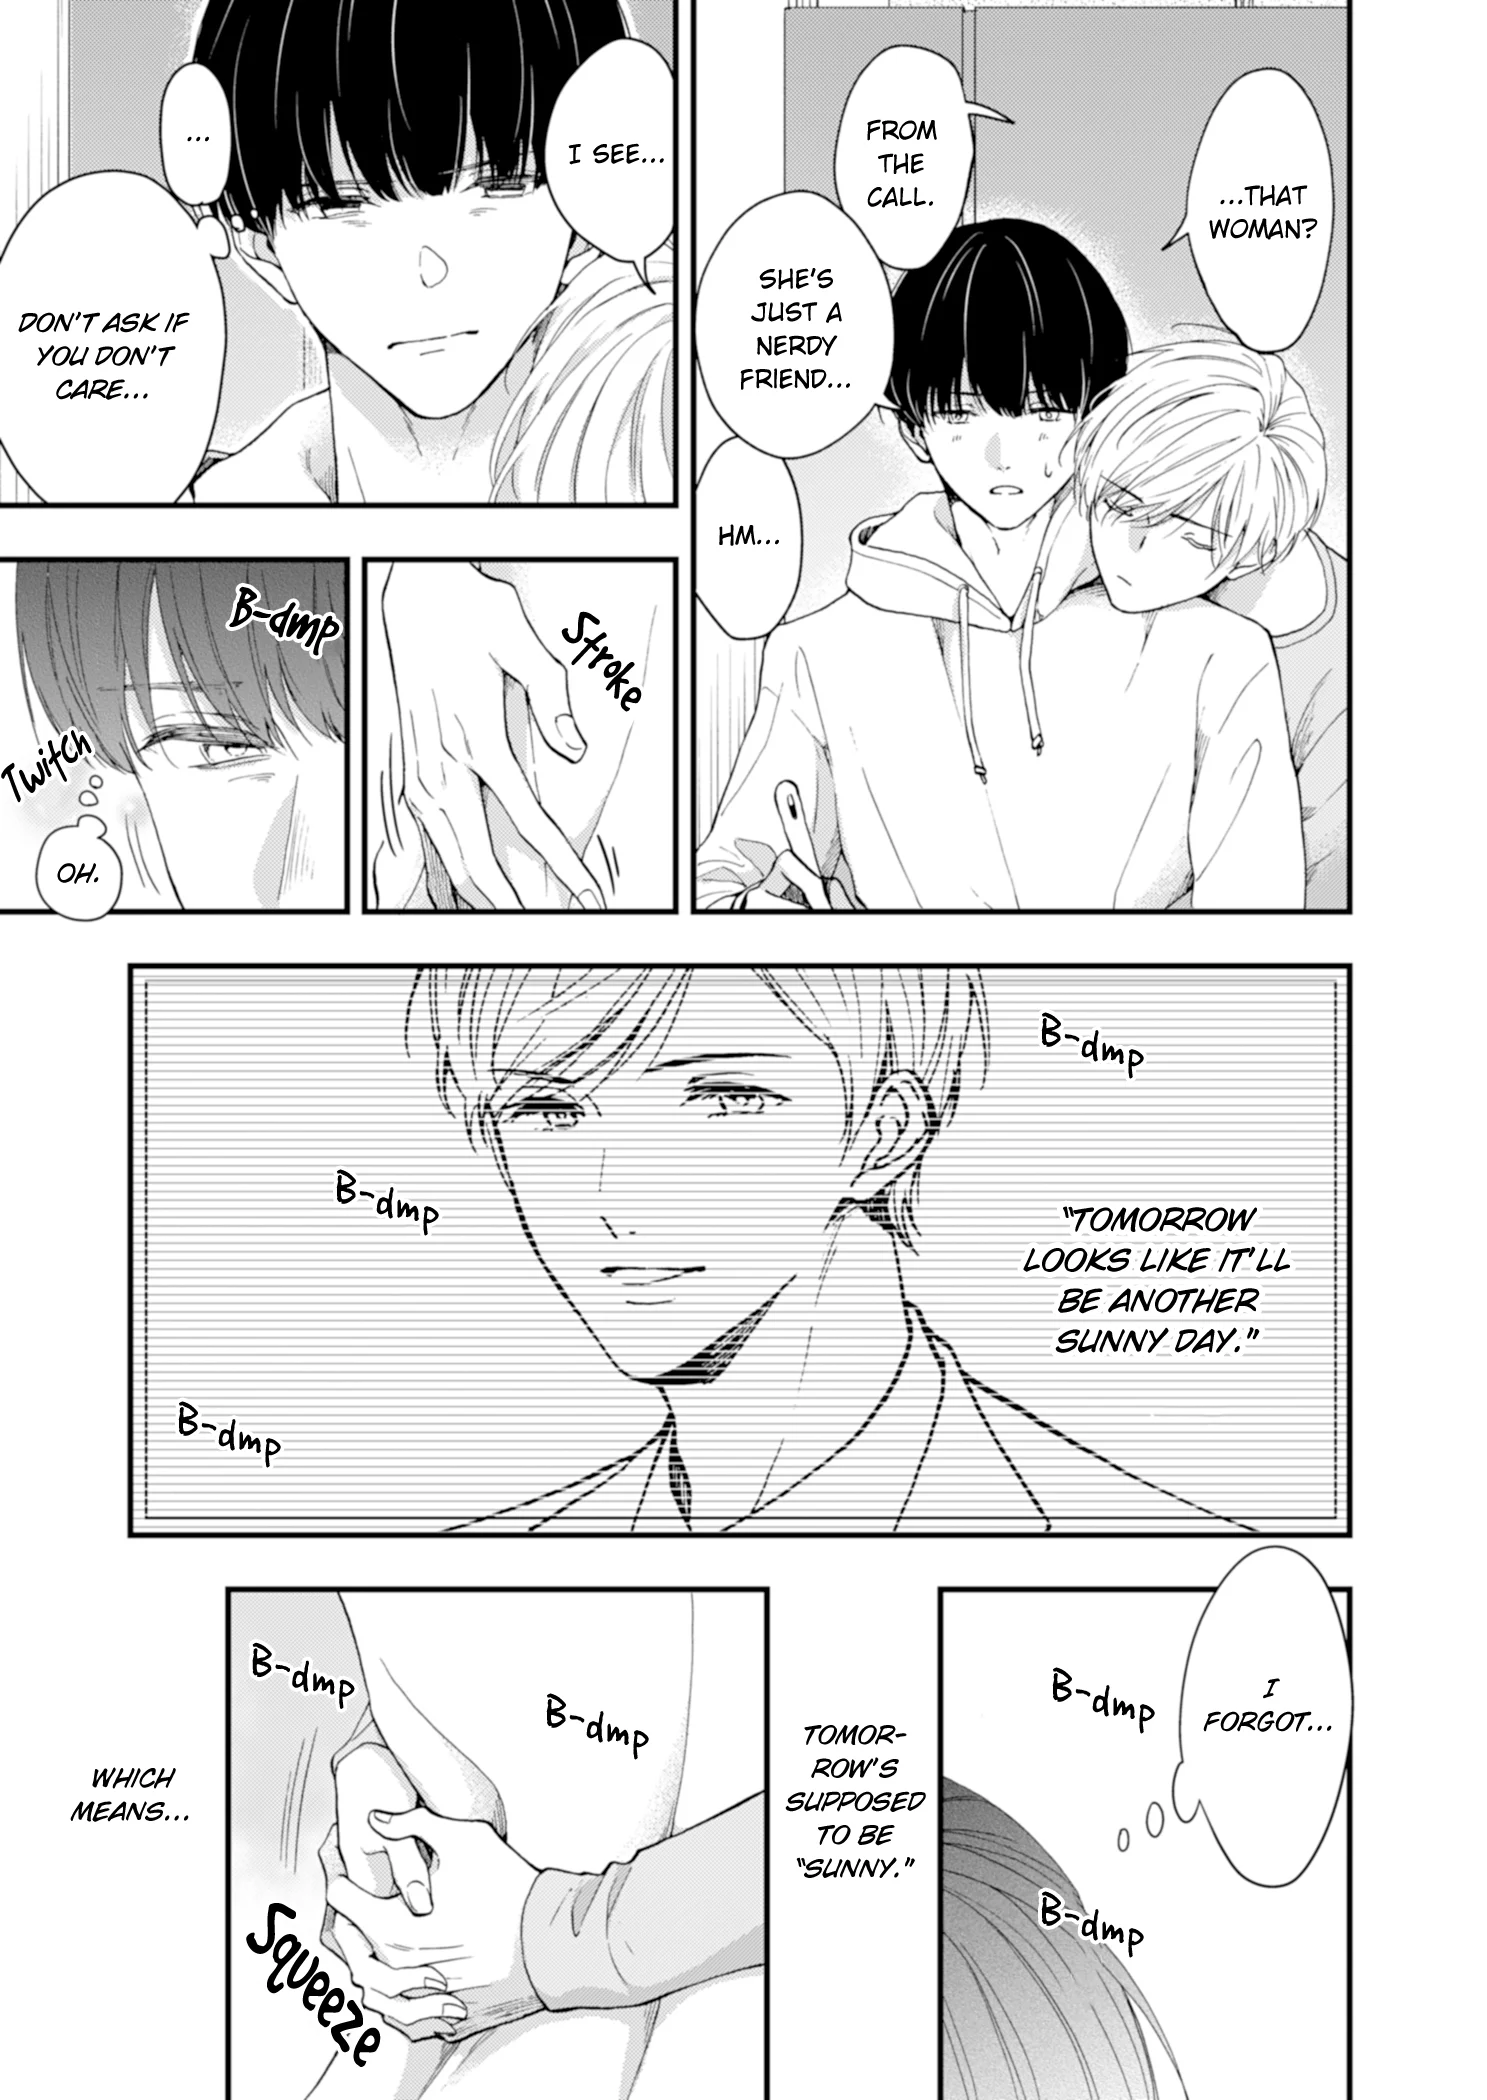 ...THAT
WOMAN?
FROM
THE
CALL.
SHE'S
JUST A
NERDY
FRIEND...
HM...
I SEE...
...
DON'T ASK IF
YOU DON'T
CARE...
Stroke
B-dmp
Twitch
OH.
B-dmp
B-dmp
"TOMORROW
LOOKS LIKE IT'LL
BE ANOTHER
SUNNY DAY."
B-dmp
I
FORGOT...
B-dmp
B-dmp
TOMOR-
ROW'S
SUPPOSED
TO BE
"SUNNY."
B-dmp
B-dmp
Squeeze
WHICH
MEANS...